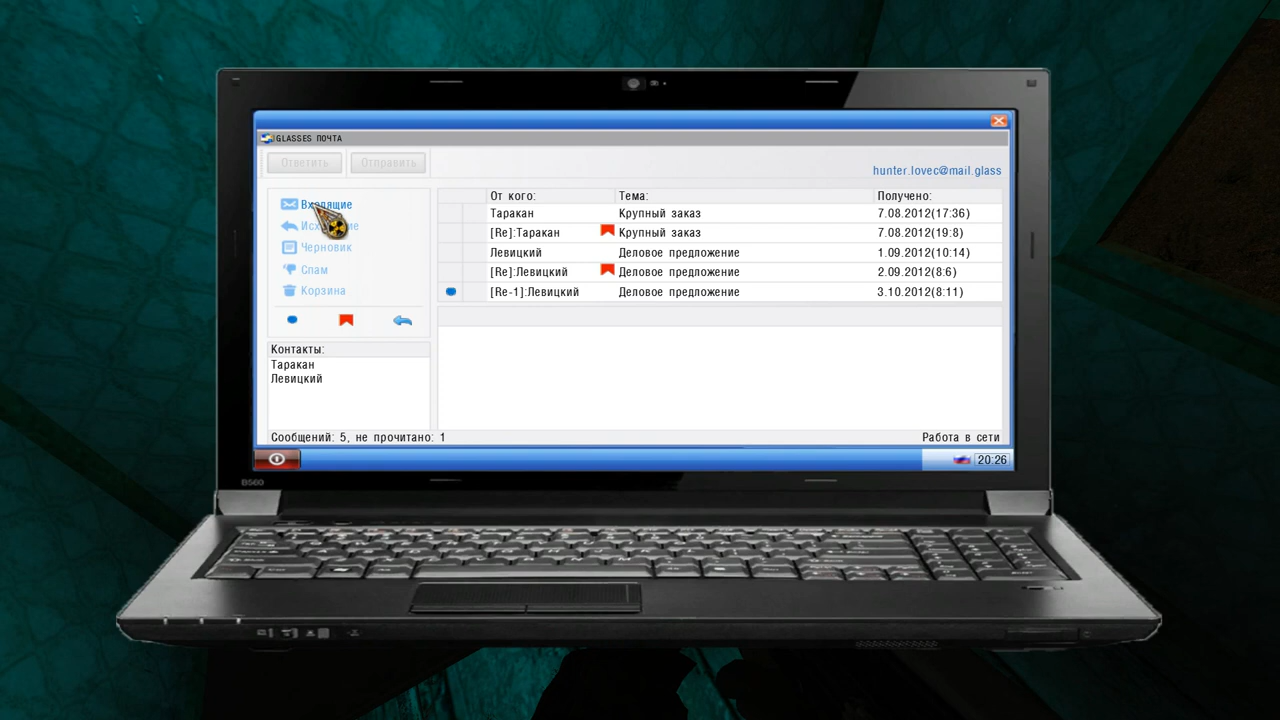 GLASSES ПОЧТА
Ответить
Отправить
hunter.lovec@mail.glass
Входящие
Черновик
Спам
Корзина
От кого: Тема: Получено:
Таракан Крупный заказ 7.08.2012(17:36)
[Re]:Таракан Крупный заказ 7.08.2012(19:8)
Левицкий Деловое предложение 1.09.2012(10:14)
[Re]:Левицкий Деловое предложение 2.09.2012(8:6)
[Re-1]:Левицкий Деловое предложение 3.10.2012(8:11)
Контакты:
Таракан
Левицкий
Сообщений: 5, не прочитано: 1
Работа в сети
20:26
B560